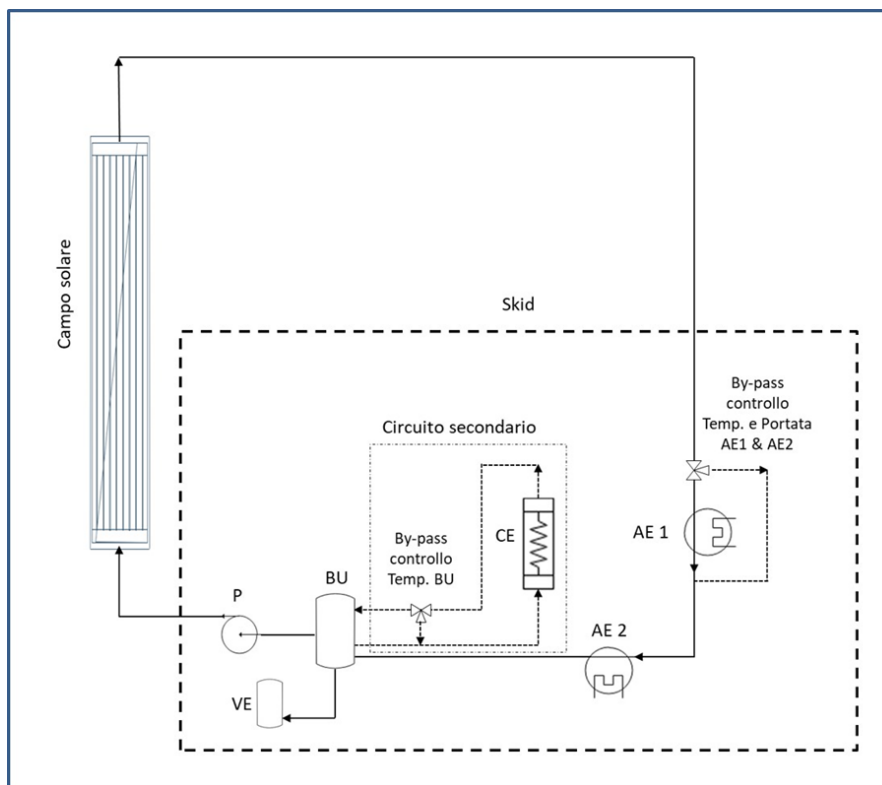 Campo solare
Skid
By-pass
controllo
Temp. e Portata
AE1 & AE2
Circuito secondario
CE
AE 1
By-pass
controllo
Temp. BU
BU
P
AE 2
VE